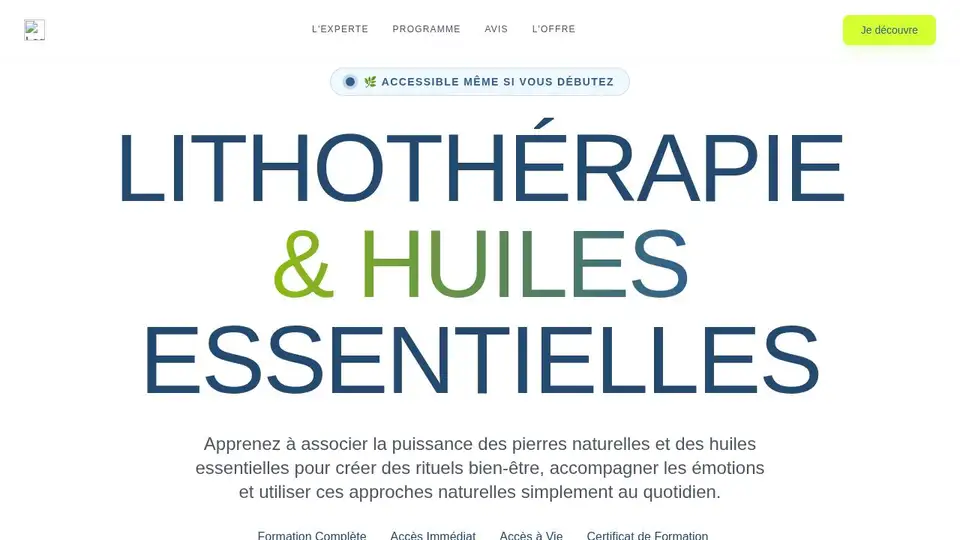 L'EXPERTE PROGRAMME AVIS L'OFFRE
Je découvre
🌿 ACCESSIBLE MÊME SI VOUS DÉBUTEZ
LITHOTHÉRAPIE
& HUILES
ESSENTIELLES
Apprenez à associer la puissance des pierres naturelles et des huiles
essentielles pour créer des rituels bien-être, accompagner les émotions
et utiliser ces approches naturelles simplement au quotidien.
Formation Complète Accès Immédiat Accès à Vie Certificat de Formation